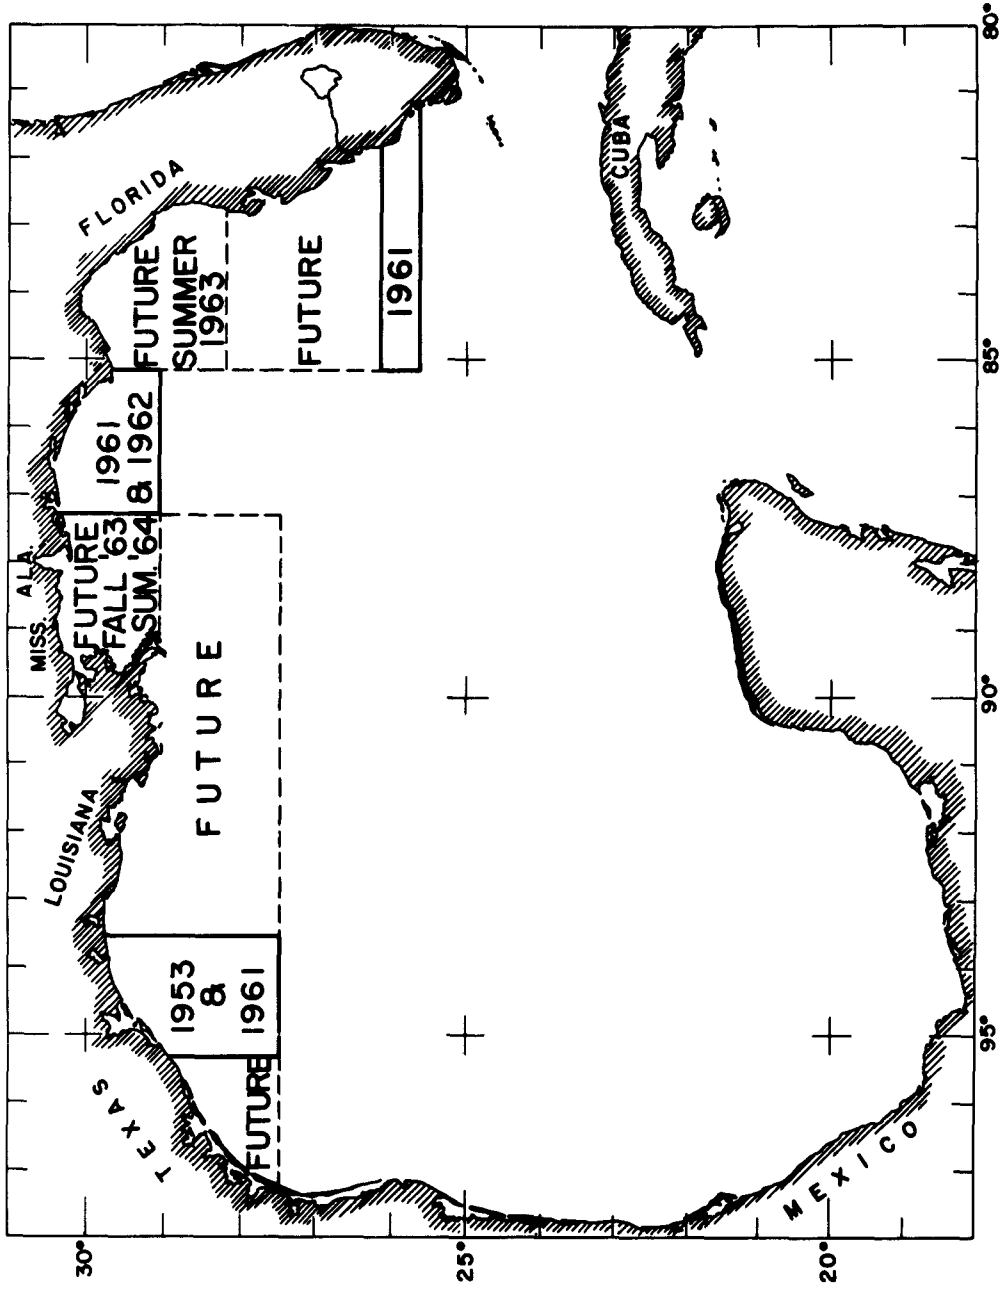 TEXAS
LOUISIANA
MISS.
ALA.
FLORIDA
FUTURE
1953
&
1961
FUTURE
FUTURE
FALL '63
SUM. '64
1961
& 1962
FUTURE
SUMMER
1963
FUTURE
1961
CUBA
MEXICO
30°
25°
20°
95°
90°
85°
80°